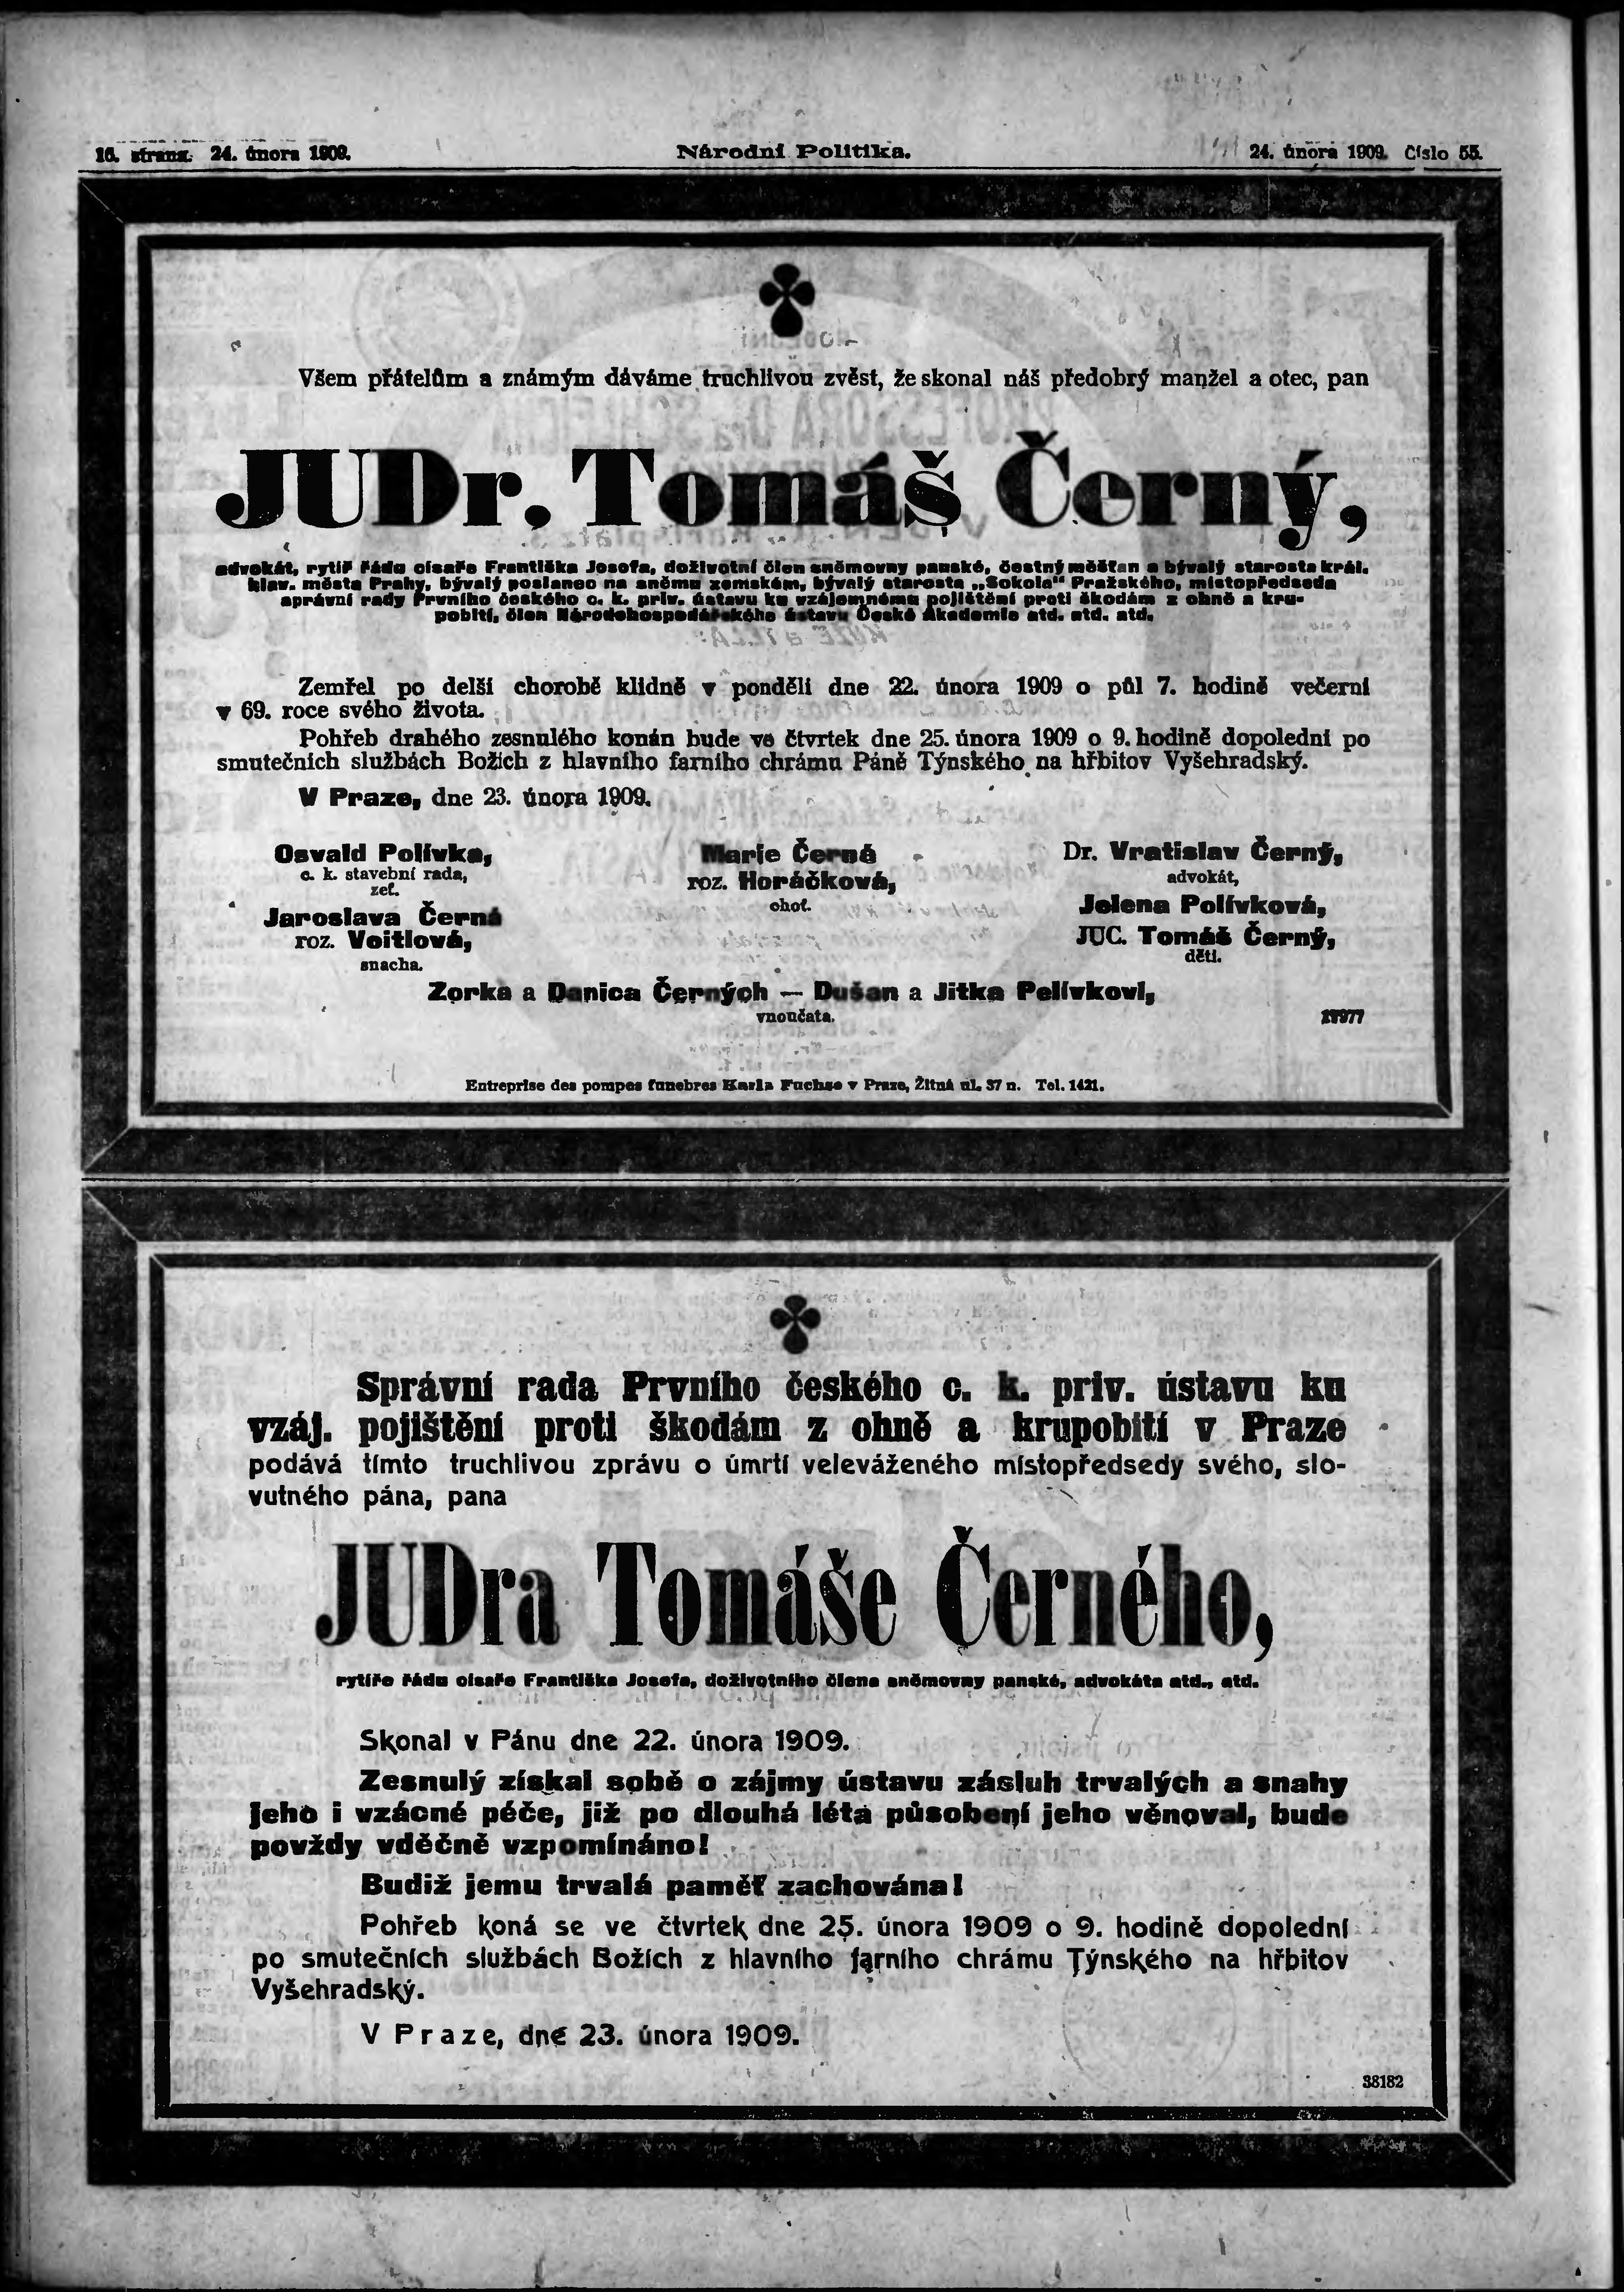 16. strana. 24. února 1909.
Národní Politika.
24. února 1909. Číslo 55.
Všem přátelům a známým dáváme truchlivou zvěst, že skonal náš předobrý manžel a otec, pan
JUDr. Tomáš Černý,
advokát, rytíř řádu císaře Františka Josefa, doživotní člen sněmovny panské, čestný měšťan a bývalý starosta král.
hlav. města Prahy, bývalý poslanec na sněmu zemském, bývalý starosta „Sokola“ Pražského, místopředseda
správní rady Prvního českého c. k. priv. ústavu ku vzájemnému pojištění proti škodám z ohně a kru-
pobití, člen Národohospodářského ústavu České Akademie atd. atd. atd.
Zemřel po delší chorobě klidně v pondělí dne 22. února 1909 o půl 7. hodině večerní
v 69. roce svého života.
Pohřeb drahého zesnulého konán bude ve čtvrtek dne 25. února 1909 o 9. hodině dopolední po
smutečních službách Božích z hlavního farního chrámu Páně Týnského na hřbitov Vyšehradský.
V Praze, dne 23. února 1909.
Osvald Polívka,
c. k. stavební rada,
zeť.
Jaroslava Černá
roz. Voitlová,
snacha.
Marie Černá
roz. Horáčková,
choť.
Dr. Vratislav Černý,
advokát,
Jelena Polívková,
JUC. Tomáš Černý,
děti.
Zorka a Danica Černých — Dušan a Jitka Polívkovi,
vnoučata.
17977
Entreprise des pompes funebres Karla Fuchse v Praze, Žitná ul. 37 n. Tel. 1421.
Správní rada Prvního českého c. k. priv. ústavu ku
vzáj. pojištění proti škodám z ohně a krupobití v Praze
podává tímto truchlivou zprávu o úmrtí veleváženého místopředsedy svého, slo-
vutného pána, pana
JUDra Tomáše Černého,
rytíře řádu císaře Františka Josefa, doživotního člena sněmovny panské, advokáta atd., atd.
Skonal v Pánu dne 22. února 1909.
Zesnulý získal sobě o zájmy ústavu zásluh trvalých a snahy
jeho i vzácné péče, již po dlouhá léta působení jeho věnoval, bude
povždy vděčně vzpomínáno!
Budiž jemu trvalá paměť zachována!
Pohřeb koná se ve čtvrtek dne 25. února 1909 o 9. hodině dopolední
po smutečních službách Božích z hlavního farního chrámu Týnského na hřbitov
Vyšehradský.
V Praze, dne 23. února 1909.
38182